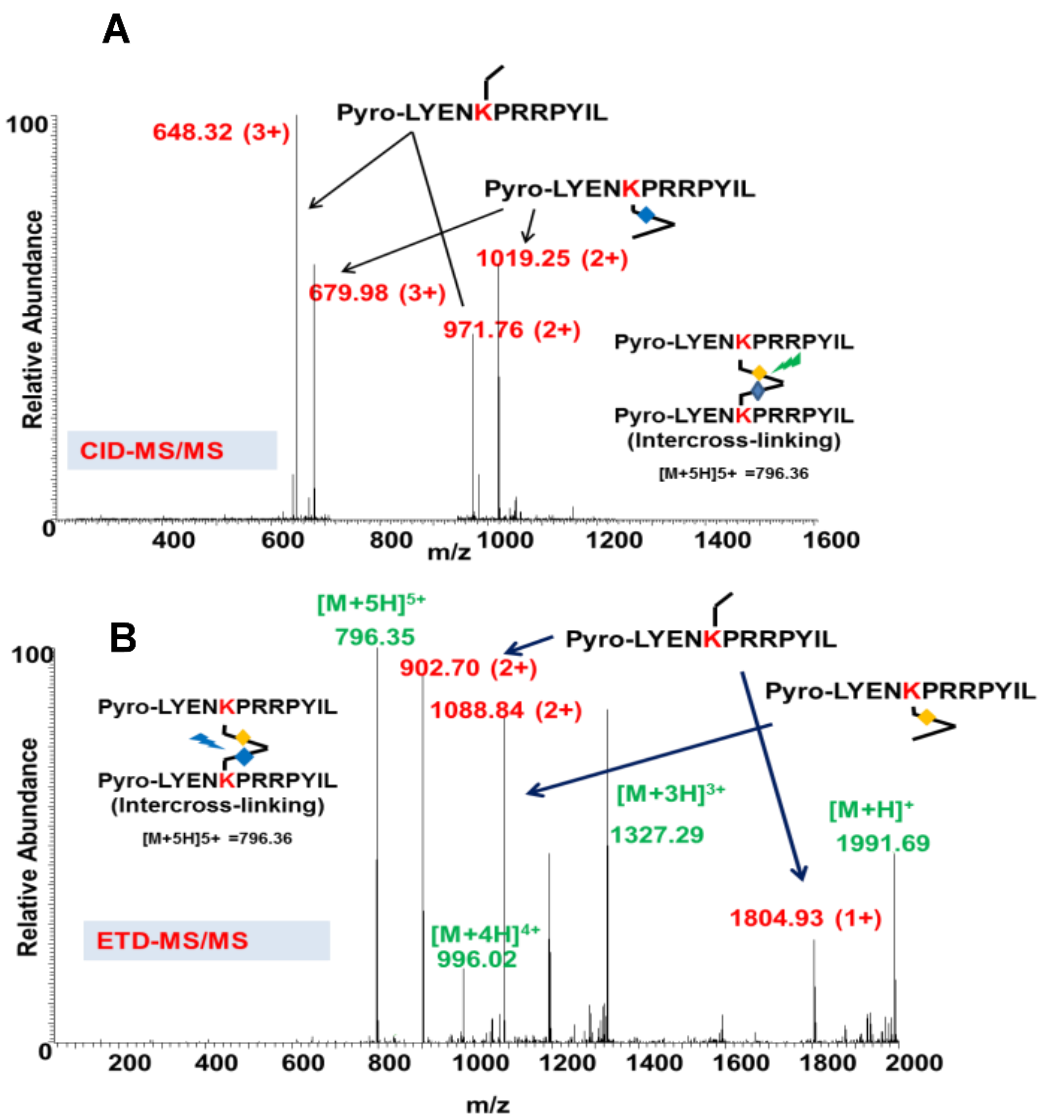 A
Pyro-LYENKPRRPYIL
100
648.32 (3+)
Pyro-LYENKPRRPYIL
1019.25 (2+)
679.98 (3+)
971.76 (2+)
Pyro-LYENKPRRPYIL
Pyro-LYENKPRRPYIL
(Intercross-linking)
[M+5H]5+ =796.36
Relative Abundance
CID-MS/MS
0
400 600 800 1000 1200 1400 1600
m/z
B
[M+5H]5+
796.35
Pyro-LYENKPRRPYIL
100
902.70 (2+)
1088.84 (2+)
Pyro-LYENKPRRPYIL
Pyro-LYENKPRRPYIL
Pyro-LYENKPRRPYIL
(Intercross-linking)
[M+5H]5+ =796.36
[M+3H]3+
1327.29
[M+H]+
1991.69
1804.93 (1+)
[M+4H]4+
996.02
Relative Abundance
ETD-MS/MS
0
200 400 600 800 1000 1200 1400 1600 1800 2000
m/z